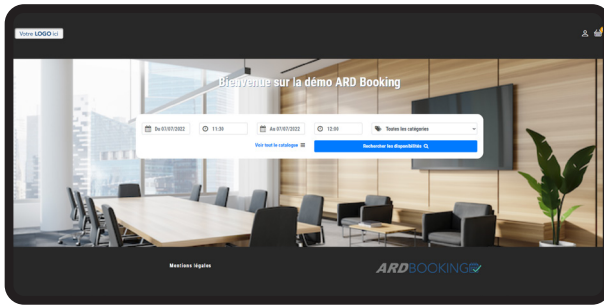 Votre LOGO ici
Bienvenue sur la démo ARD Booking
Du 07/07/2022
11:30
Au 07/07/2022
12:00
Toutes les catégories
Voir tout le catalogue
Rechercher les disponibilités
Mentions légales
ARDBOOKING